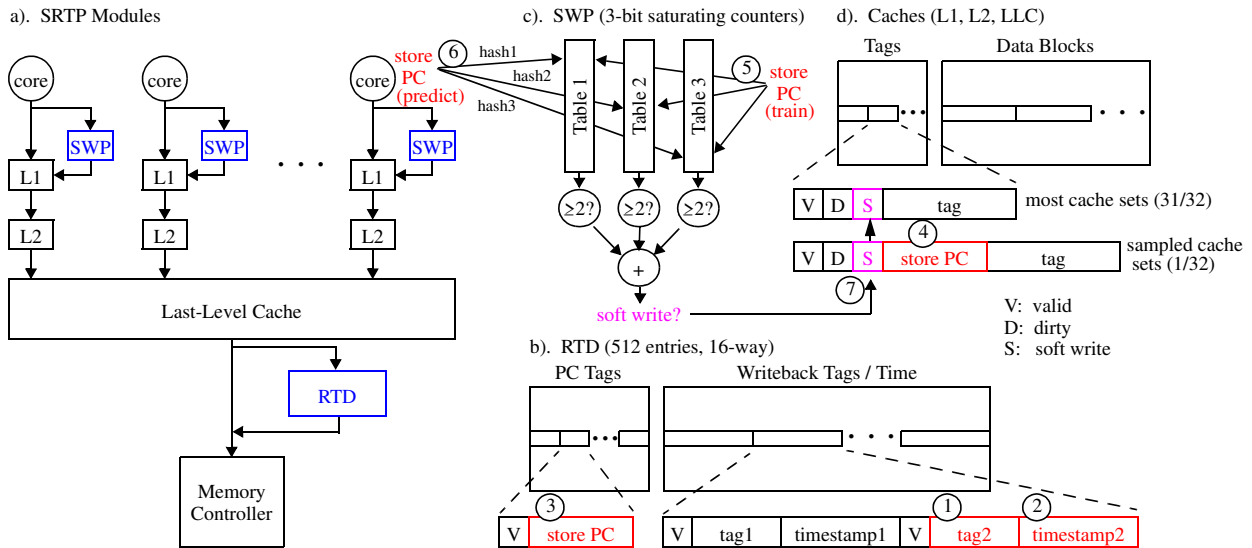 a). SRTP Modules
core
core
core
SWP
SWP
SWP
L1
L1
L1
L2
L2
L2
Last-Level Cache
RTD
Memory
Controller
c). SWP (3-bit saturating counters)
6
store
PC
(predict)
hash1
hash2
hash3
Table 1
Table 2
Table 3
5
store
PC
(train)
≥2?
≥2?
≥2?
+
soft write?
d). Caches (L1, L2, LLC)
Tags
Data Blocks
V
D
S
tag
most cache sets (31/32)
4
V
D
S
store PC
tag
sampled cache
sets (1/32)
7
V: valid
D: dirty
S: soft write
b). RTD (512 entries, 16-way)
PC Tags
Writeback Tags / Time
3
V
store PC
1
2
V
tag1
timestamp1
V
tag2
timestamp2